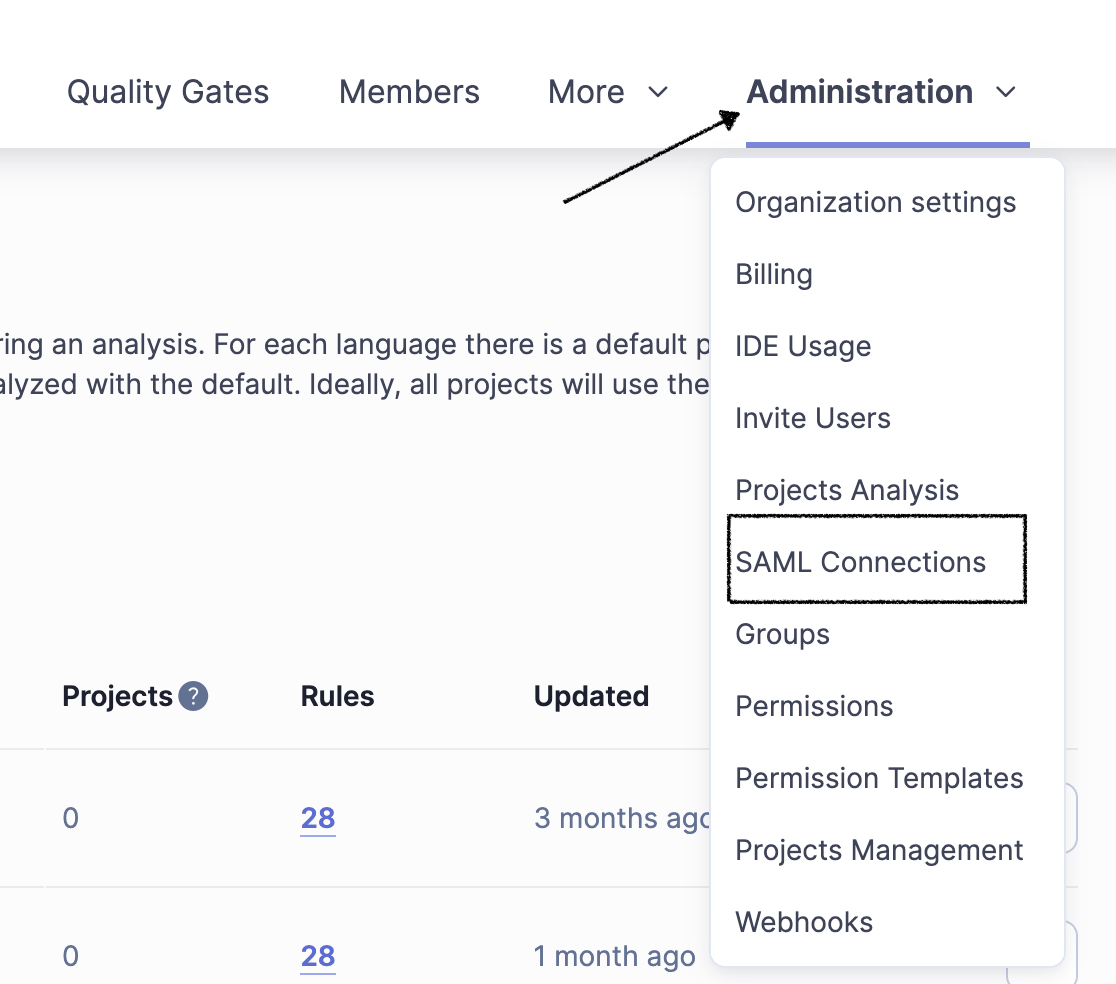 Quality Gates Members More Administration
Organization settings
Billing
ring an analysis. For each language there is a default p
IDE Usage
alyzed with the default. Ideally, all projects will use the
Invite Users
Projects Analysis
SAML Connections
Groups
Projects ? Rules Updated
Permissions
Permission Templates
0 28 3 months ago
Projects Management
Webhooks
0 28 1 month ago